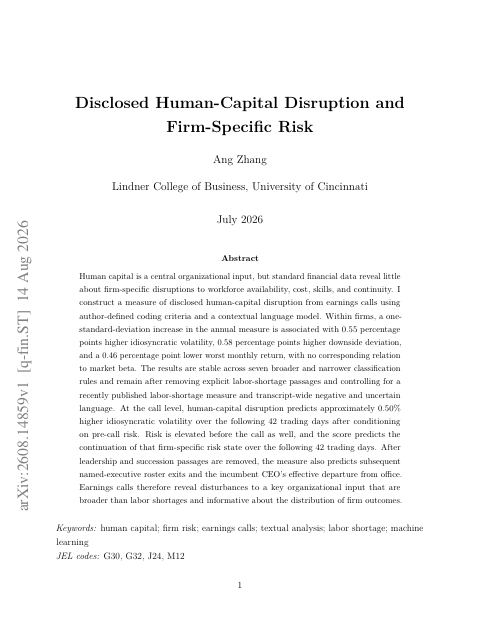 Disclosed Human-Capital Disruption and
Firm-Specific Risk
Ang Zhang
Lindner College of Business, University of Cincinnati
July 2026
Abstract
Human capital is a central organizational input, but standard financial data reveal little
about firm-specific disruptions to workforce availability, cost, skills, and continuity. I
construct a measure of disclosed human-capital disruption from earnings calls using
author-defined coding criteria and a contextual language model. Within firms, a one-
standard-deviation increase in the annual measure is associated with 0.55 percentage
points higher idiosyncratic volatility, 0.58 percentage points higher downside deviation,
and a 0.46 percentage point lower worst monthly return, with no corresponding relation
to market beta. The results are stable across seven broader and narrower classification
rules and remain after removing explicit labor-shortage passages and controlling for a
recently published labor-shortage measure and transcript-wide negative and uncertain
language. At the call level, human-capital disruption predicts approximately 0.50%
higher idiosyncratic volatility over the following 42 trading days after conditioning
on pre-call risk. Risk is elevated before the call as well, and the score predicts the
continuation of that firm-specific risk state over the following 42 trading days. After
leadership and succession passages are removed, the measure also predicts subsequent
named-executive roster exits and the incumbent CEO's effective departure from office.
Earnings calls therefore reveal disturbances to a key organizational input that are
broader than labor shortages and informative about the distribution of firm outcomes.
Keywords: human capital; firm risk; earnings calls; textual analysis; labor shortage; machine
learning
JEL codes: G30, G32, J24, M12
1
arXiv:2608.14859v1 [q-fin.ST] 14 Aug 2026